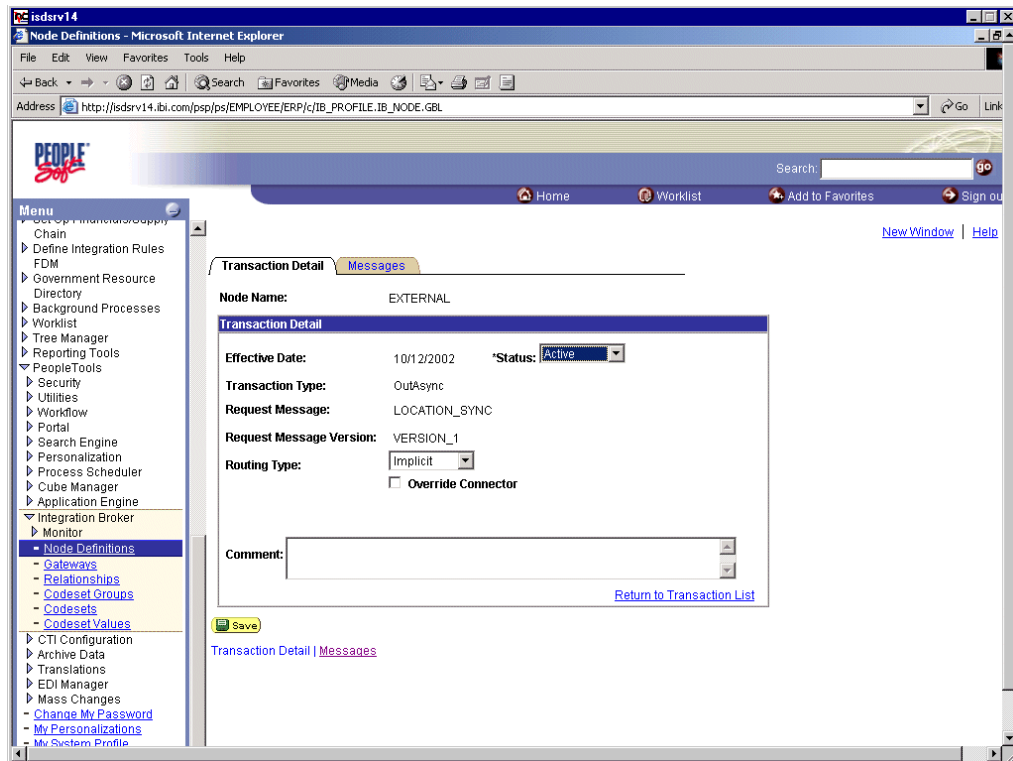 isdsrv14
Node Definitions - Microsoft Internet Explorer
File Edit View Favorites Tools Help
Back Search Favorites Media
Address http://isdsrv14.ibi.com/psp/ps/EMPLOYEE/ERP/c/IB_PROFILE.IB_NODE.GBL Go Link
PEOPLE Soft
Search: go
Home Worklist Add to Favorites Sign ou
Menu
New Window | Help
Set Up Financials/Supply
Chain
Define Integration Rules
FDM
Government Resource
Directory
Background Processes
Worklist
Tree Manager
Reporting Tools
PeopleTools
Security
Utilities
Workflow
Portal
Search Engine
Personalization
Process Scheduler
Cube Manager
Application Engine
Integration Broker
Monitor
- Node Definitions
- Gateways
- Relationships
- Codeset Groups
- Codesets
- Codeset Values
CTI Configuration
Archive Data
Translations
EDI Manager
Mass Changes
- Change My Password
- My Personalizations
- My System Profile
Transaction Detail Messages
Node Name: EXTERNAL
Transaction Detail
Effective Date: 10/12/2002 *Status: Active
Transaction Type: OutAsync
Request Message: LOCATION_SYNC
Request Message Version: VERSION_1
Routing Type: Implicit
Override Connector
Comment:
Return to Transaction List
Save
Transaction Detail | Messages